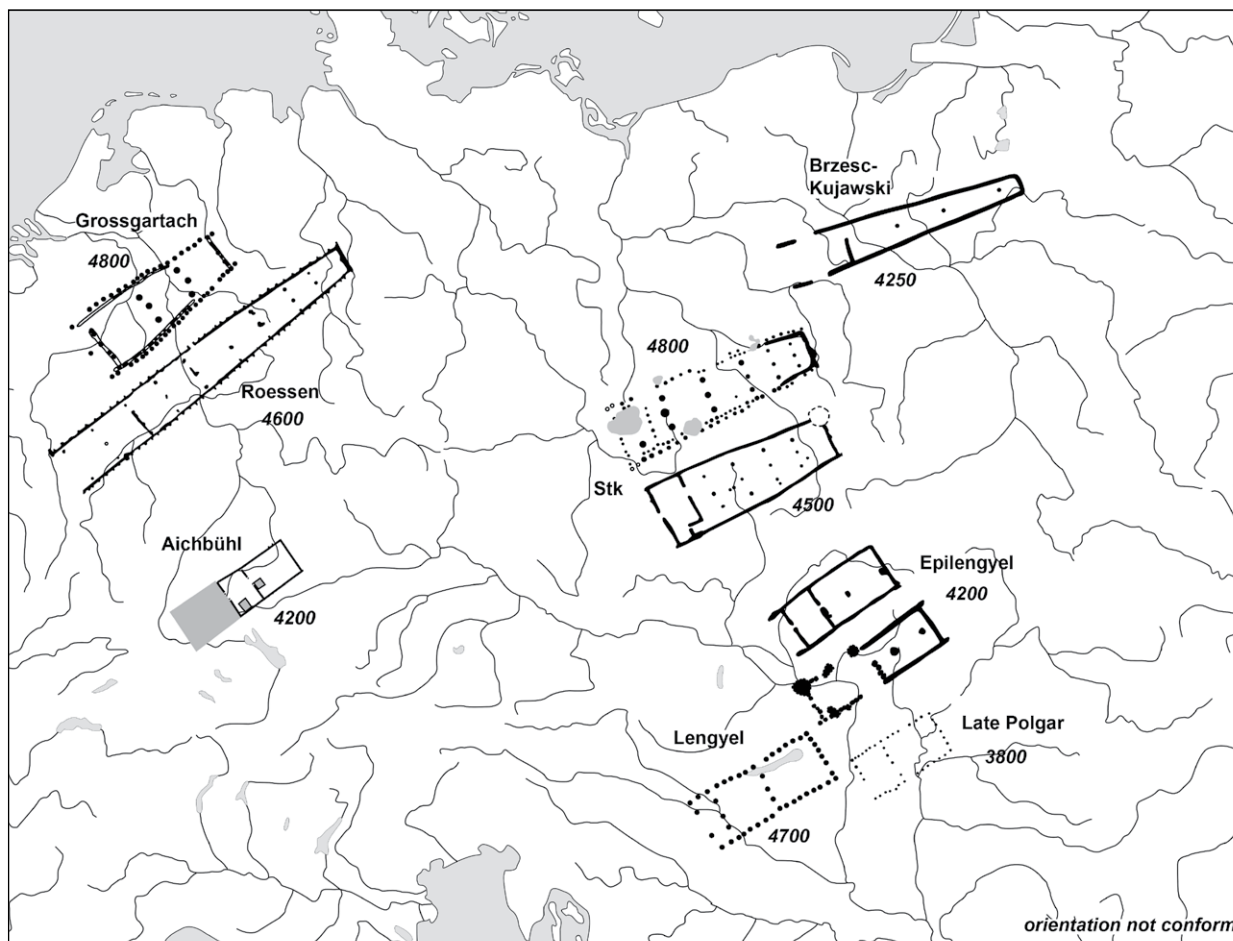 Brzesc-
Kujawski
4250
Grossgartach
4800
Roessen
4600
4800
Stk
4500
Aichbühl
4200
Epilengyel
4200
Lengyel
4700
Late Polgar
3800
orientation not conform